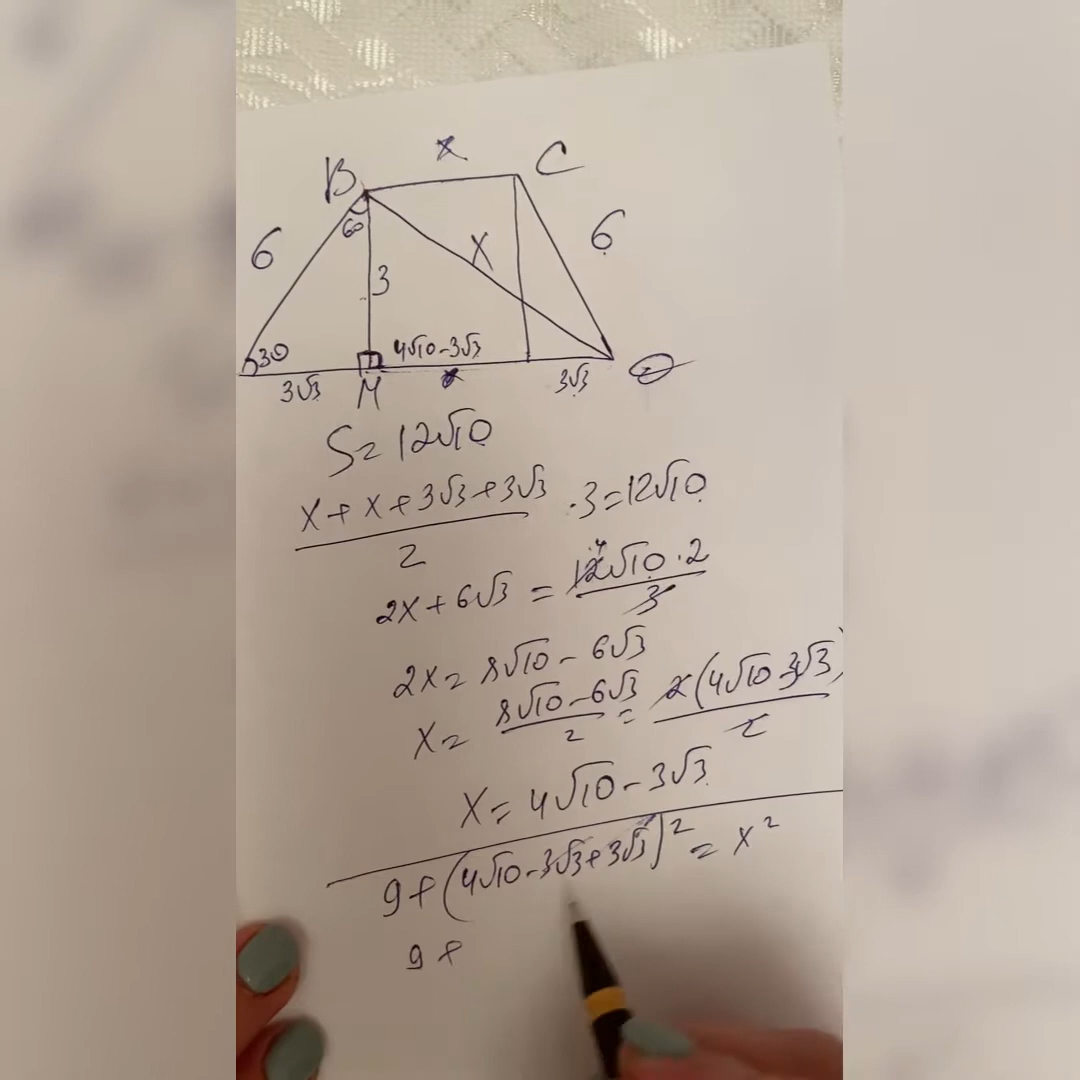 x
B C
6 60 3 X 6
30 4√10-3√3
3√3 M x 3√3
S=12√10
x+x+3√3+3√3/2 ·3=12√10
2x+6√3 = 12√10·2/3
2x=8√10-6√3
x= 8√10-6√3/2 = 2(4√10-3√3)/2
x=4√10-3√3
9+(4√10-3√3+3√3)²=x²
9+